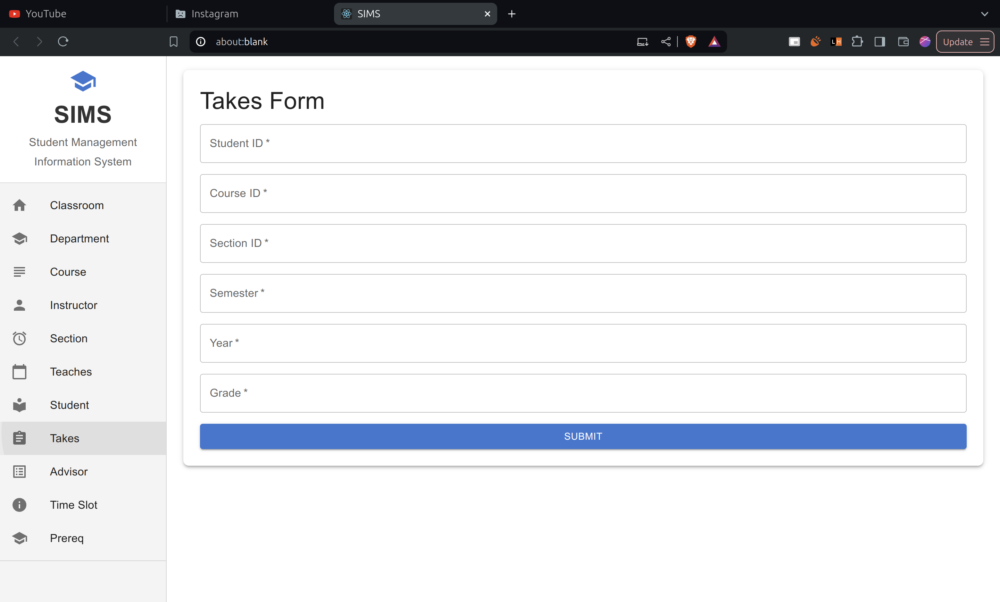 YouTube
Instagram
SIMS
about:blank
LH
Update
SIMS
Student Management
Information System
Classroom
Department
Course
Instructor
Section
Teaches
Student
Takes
Advisor
Time Slot
Prereq
Takes Form
Student ID *
Course ID *
Section ID *
Semester *
Year *
Grade *
SUBMIT